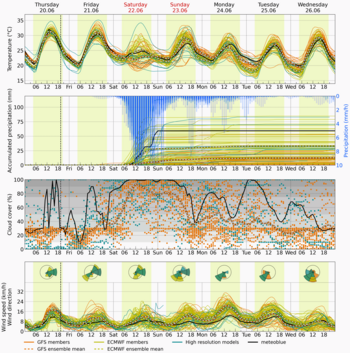 Thursday Friday Saturday Sunday Monday Tuesday Wednesday
20.06 21.06 22.06 23.06 24.06 25.06 26.06
Temperature (°C)
35
30
25
20
15
06 12 18 Fri 06 12 18 Sat 06 12 18 Sun 06 12 18 Mon 06 12 18 Tue 06 12 18 Wed 06 12 18
Accumulated precipitation (mm)
100
80
60
40
20
0
Precipitation (mm/h)
0
2
4
6
8
10
06 12 18 Fri 06 12 18 Sat 06 12 18 Sun 06 12 18 Mon 06 12 18 Tue 06 12 18 Wed 06 12 18
Cloud cover (%)
100
80
60
40
20
0
06 12 18 Fri 06 12 18 Sat 06 12 18 Sun 06 12 18 Mon 06 12 18 Tue 06 12 18 Wed 06 12 18
Wind speed (km/h)
Wind direction
32
24
16
8
0
06 12 18 Fri 06 12 18 Sat 06 12 18 Sun 06 12 18 Mon 06 12 18 Tue 06 12 18 Wed 06 12 18
GFS members ECMWF members High resolution models meteoblue
GFS ensemble mean ECMWF ensemble mean